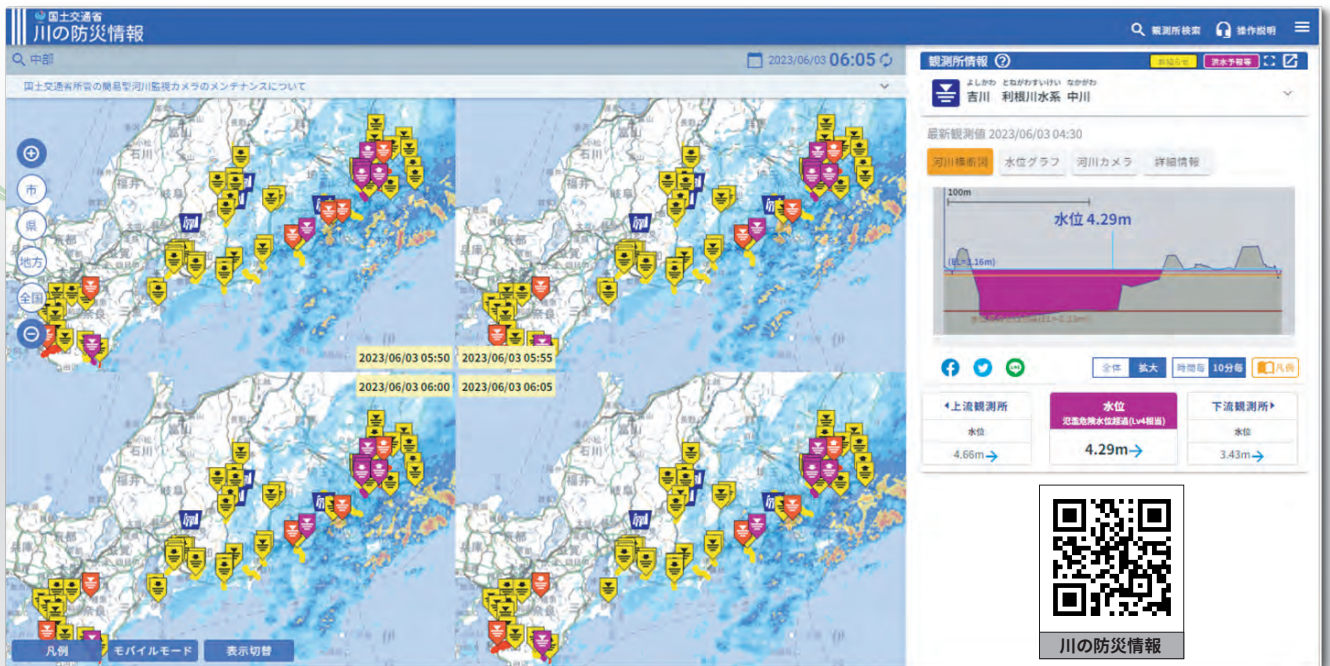 国土交通省
川の防災情報
観測所検索
操作説明
中部
2023/06/03 06:05
国土交通省所管の簡易型河川監視カメラのメンテナンスについて
市
県
地方
全国
2023/06/03 05:50
2023/06/03 05:55
2023/06/03 06:00
2023/06/03 06:05
凡例
モバイルモード
表示切替
観測所情報
お知らせ
洪水予報等
よしかわ とねがわすいけい なかがわ
吉川 利根川水系 中川
最新観測値 2023/06/03 04:30
河川横断図
水位グラフ
河川カメラ
詳細情報
100m
水位 4.29m
全体
拡大
時間毎
10分毎
凡例
上流観測所
水位
4.66m→
水位
氾濫危険水位超過(Lv4相当)
4.29m→
下流観測所
水位
3.43m→
川の防災情報